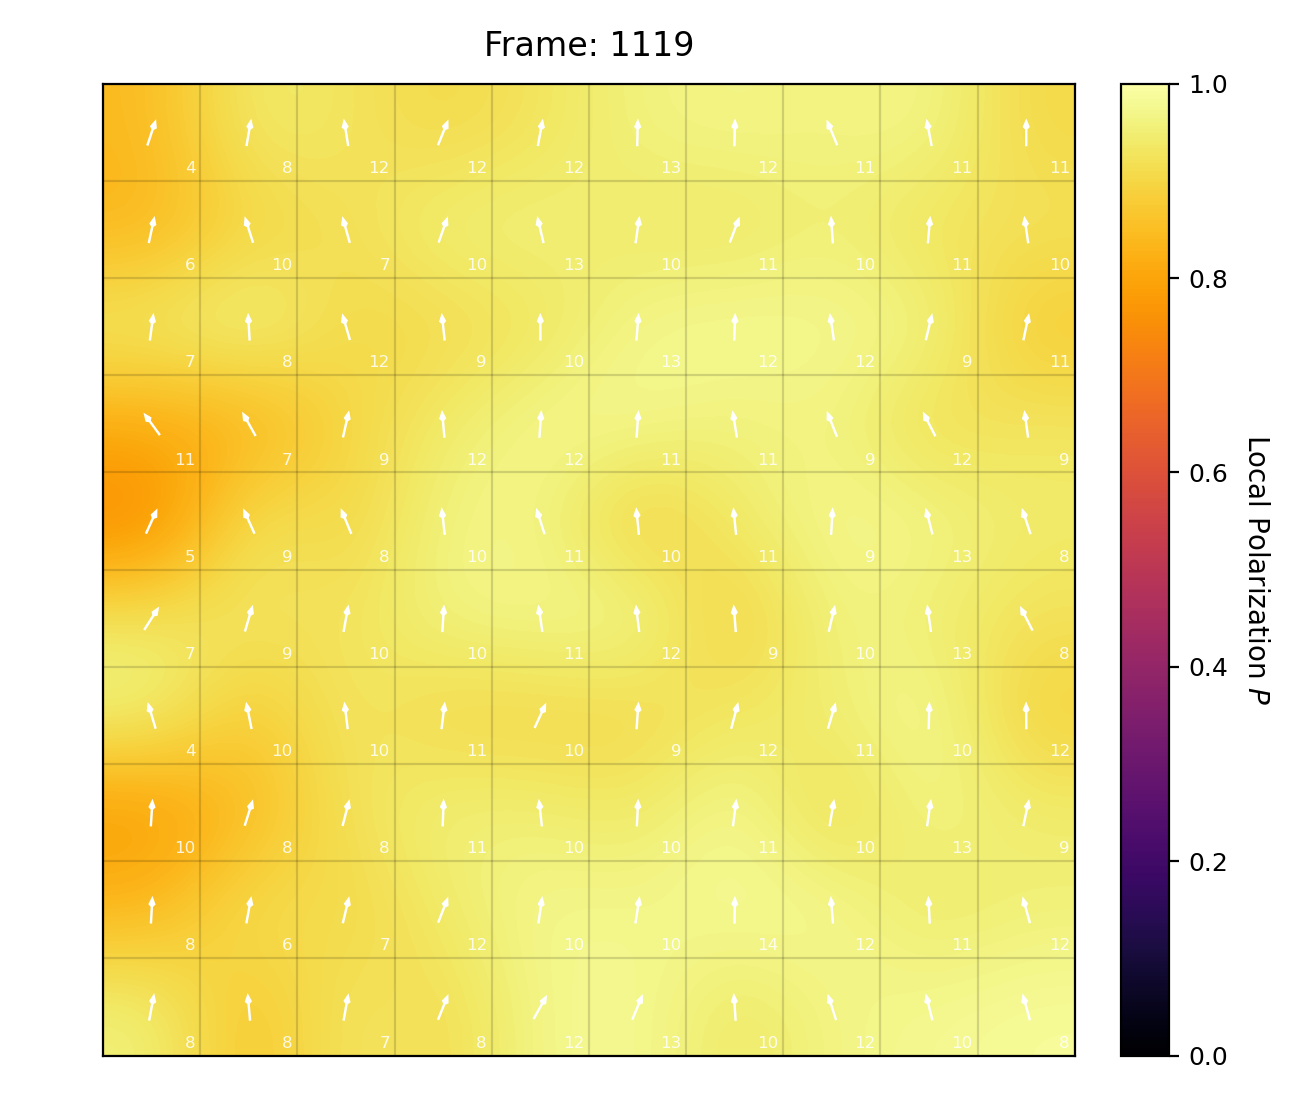 Frame: 1119
4 8 12 12 12 13 12 11 11 11
6 10 7 10 13 10 11 10 11 10
7 8 12 9 10 13 12 12 9 11
11 7 9 12 12 11 11 9 12 9
5 9 8 10 11 10 11 9 13 8
7 9 10 10 11 12 9 10 13 8
4 10 10 11 10 9 12 11 10 12
10 8 8 11 10 10 11 10 13 9
8 6 7 12 10 10 14 12 11 12
8 8 7 8 12 13 10 12 10 8
1.0
0.8
0.6
0.4
0.2
0.0
Local Polarization P